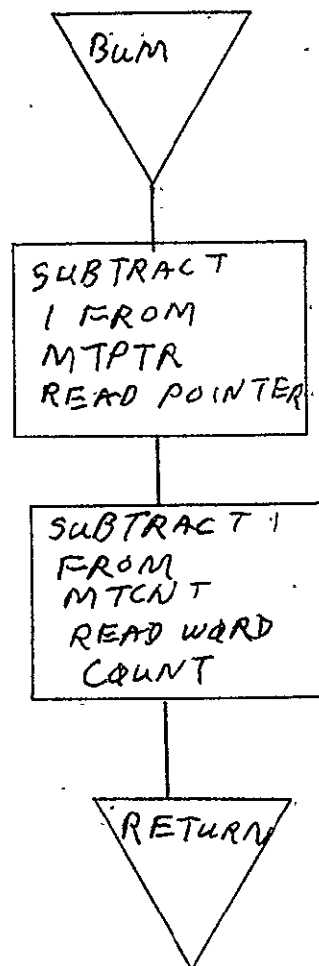 BUM
SUBTRACT
1 FROM
MTPTR
READ POINTER
SUBTRACT 1
FROM
MTCNT
READ WORD
COUNT
RETURN